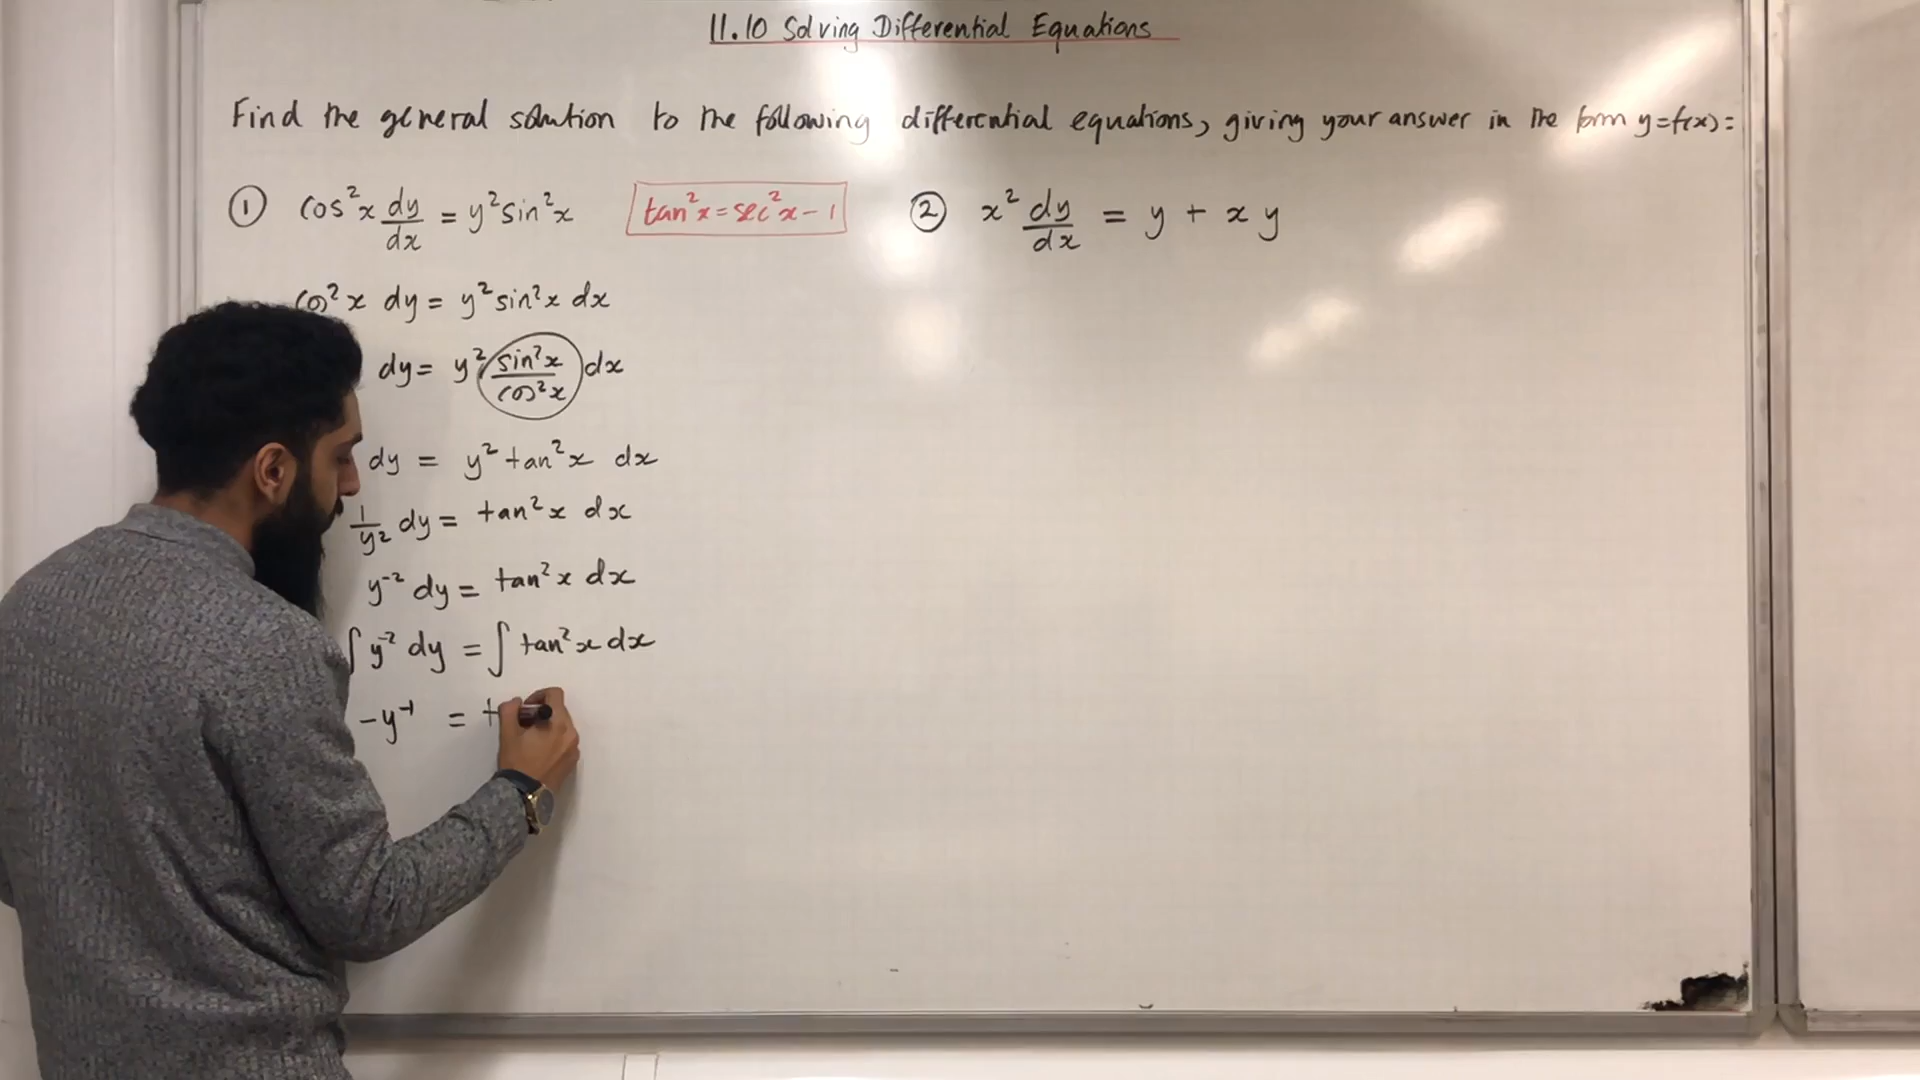 11.10 Solving Differential Equations
Find the general solution to the following differential equations, giving your answer in the form y=f(x):
① cos²x dy/dx = y²sin²x
tan²x = sec²x - 1
② x² dy/dx = y + xy
cos²x dy = y²sin²x dx
dy = y² sin²x/cos²x dx
dy = y² tan²x dx
1/y² dy = tan²x dx
y⁻² dy = tan²x dx
∫ y⁻² dy = ∫ tan²x dx
-y⁻¹ = t